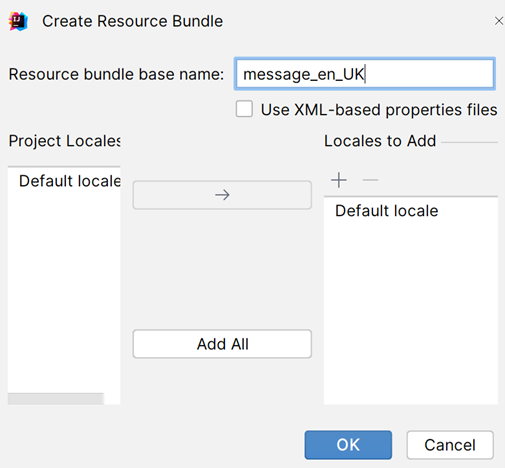 Create Resource Bundle
Resource bundle base name: message_en_UK
Use XML-based properties files
Project Locales Locales to Add
Default locale
Default locale
Add All
OK Cancel